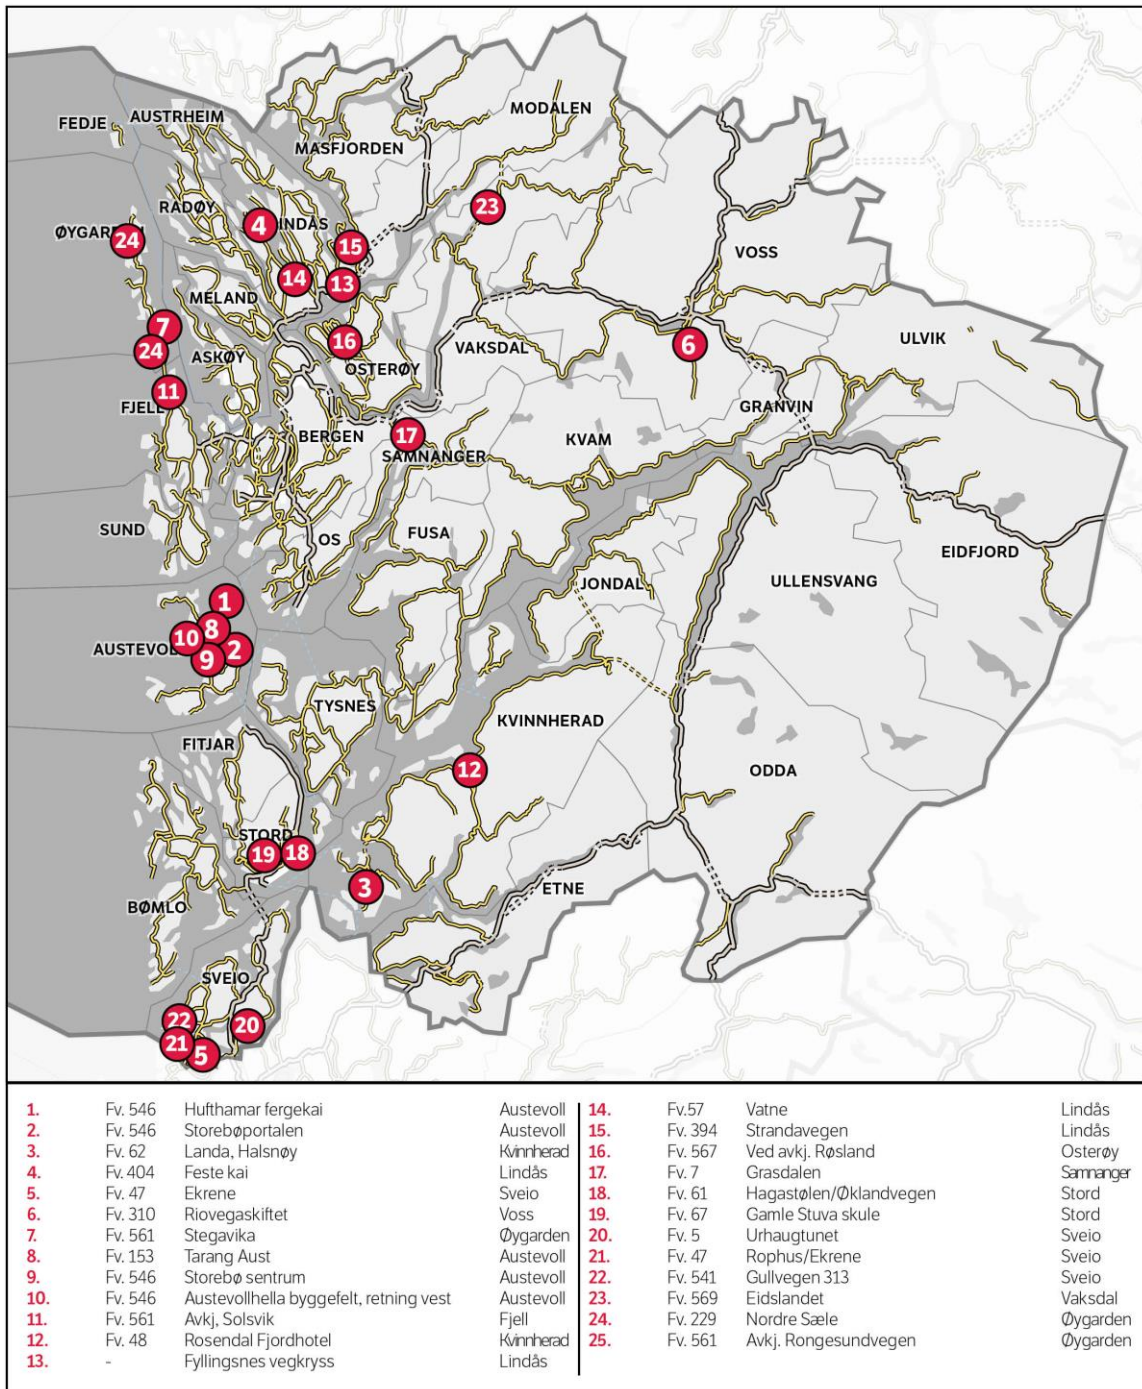 FEDJE
AUSTRHEIM
MODALEN
MASFJORDEN
RADØY
4
INDÅS
23
ØYGAR
24
15
VOSS
14
13
MELAND
7
16
24
ASKØY
OSTERØY
VAKSDAL
6
ULVIK
11
FJELL
GRANVIN
BERGEN
17
KVAM
SAMNANGER
SUND
OS
FUSA
EIDFJORD
JONDAL
ULLENSVANG
1
8
10
2
AUSTEVOL
9
TYSNES
KVINNHERAD
FITJAR
12
ODDA
STORD
19
18
3
ETNE
BØMLO
SVEIO
22
20
21
5
1. Fv. 546 Hufthamar fergekai Austevoll
2. Fv. 546 Storebøportalen Austevoll
3. Fv. 62 Landa, Halsnøy Kvinnherad
4. Fv. 404 Feste kai Lindås
5. Fv. 47 Ekrene Sveio
6. Fv. 310 Riovegaskiftet Voss
7. Fv. 561 Stegavika Øygarden
8. Fv. 153 Tarang Aust Austevoll
9. Fv. 546 Storebø sentrum Austevoll
10. Fv. 546 Austevollhella byggefelt, retning vest Austevoll
11. Fv. 561 Avkj, Solsvik Fjell
12. Fv. 48 Rosendal Fjordhotel Kvinnherad
13. - Fyllingsnes vegkryss Lindås
14. Fv.57 Vatne Lindås
15. Fv. 394 Strandavegen Lindås
16. Fv. 567 Ved avkj. Røsland Osterøy
17. Fv. 7 Grasdalen Samnanger
18. Fv. 61 Hagastølen/Øklandvegen Stord
19. Fv. 67 Gamle Stuva skule Stord
20. Fv. 5 Urhaugtunet Sveio
21. Fv. 47 Rophus/Ekrene Sveio
22. Fv. 541 Gullvegen 313 Sveio
23. Fv. 569 Eidslandet Vaksdal
24. Fv. 229 Nordre Sæle Øygarden
25. Fv. 561 Avkj. Rongesundvegen Øygarden